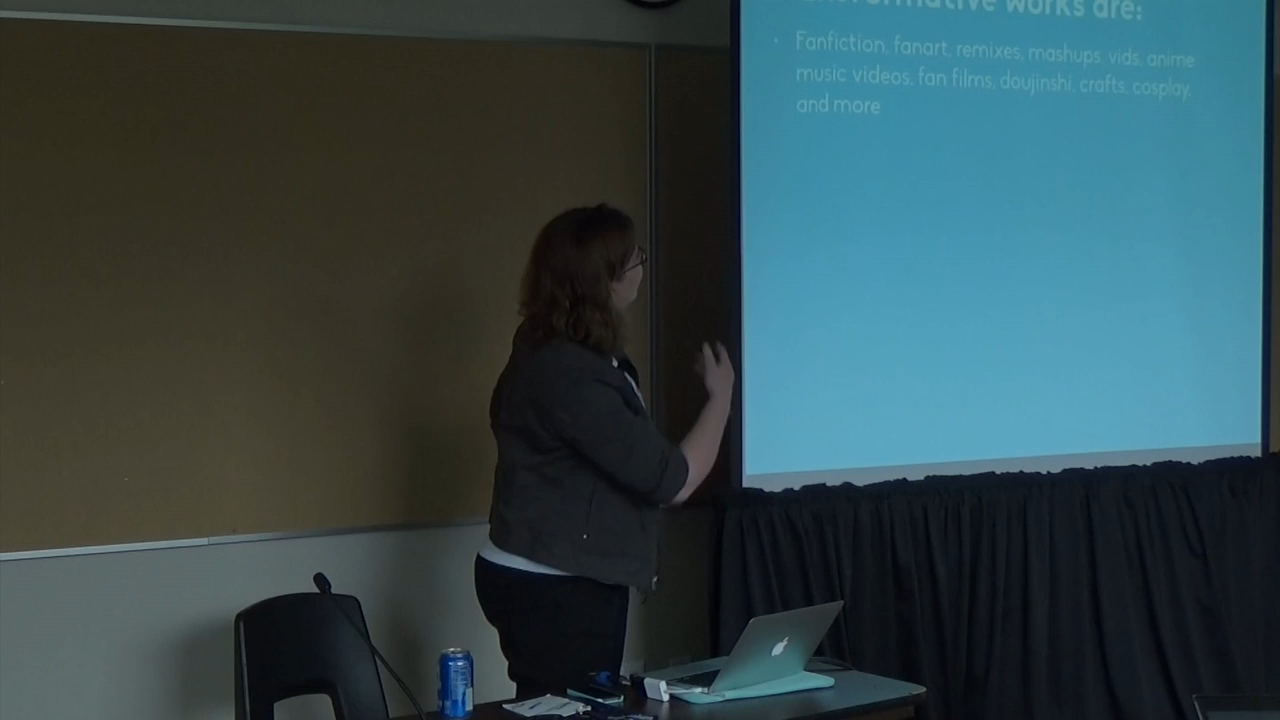 works are:
Fanfiction, fanart, remixes, mashups, vids, anime
music videos, fan films, doujinshi, crafts, cosplay,
and more